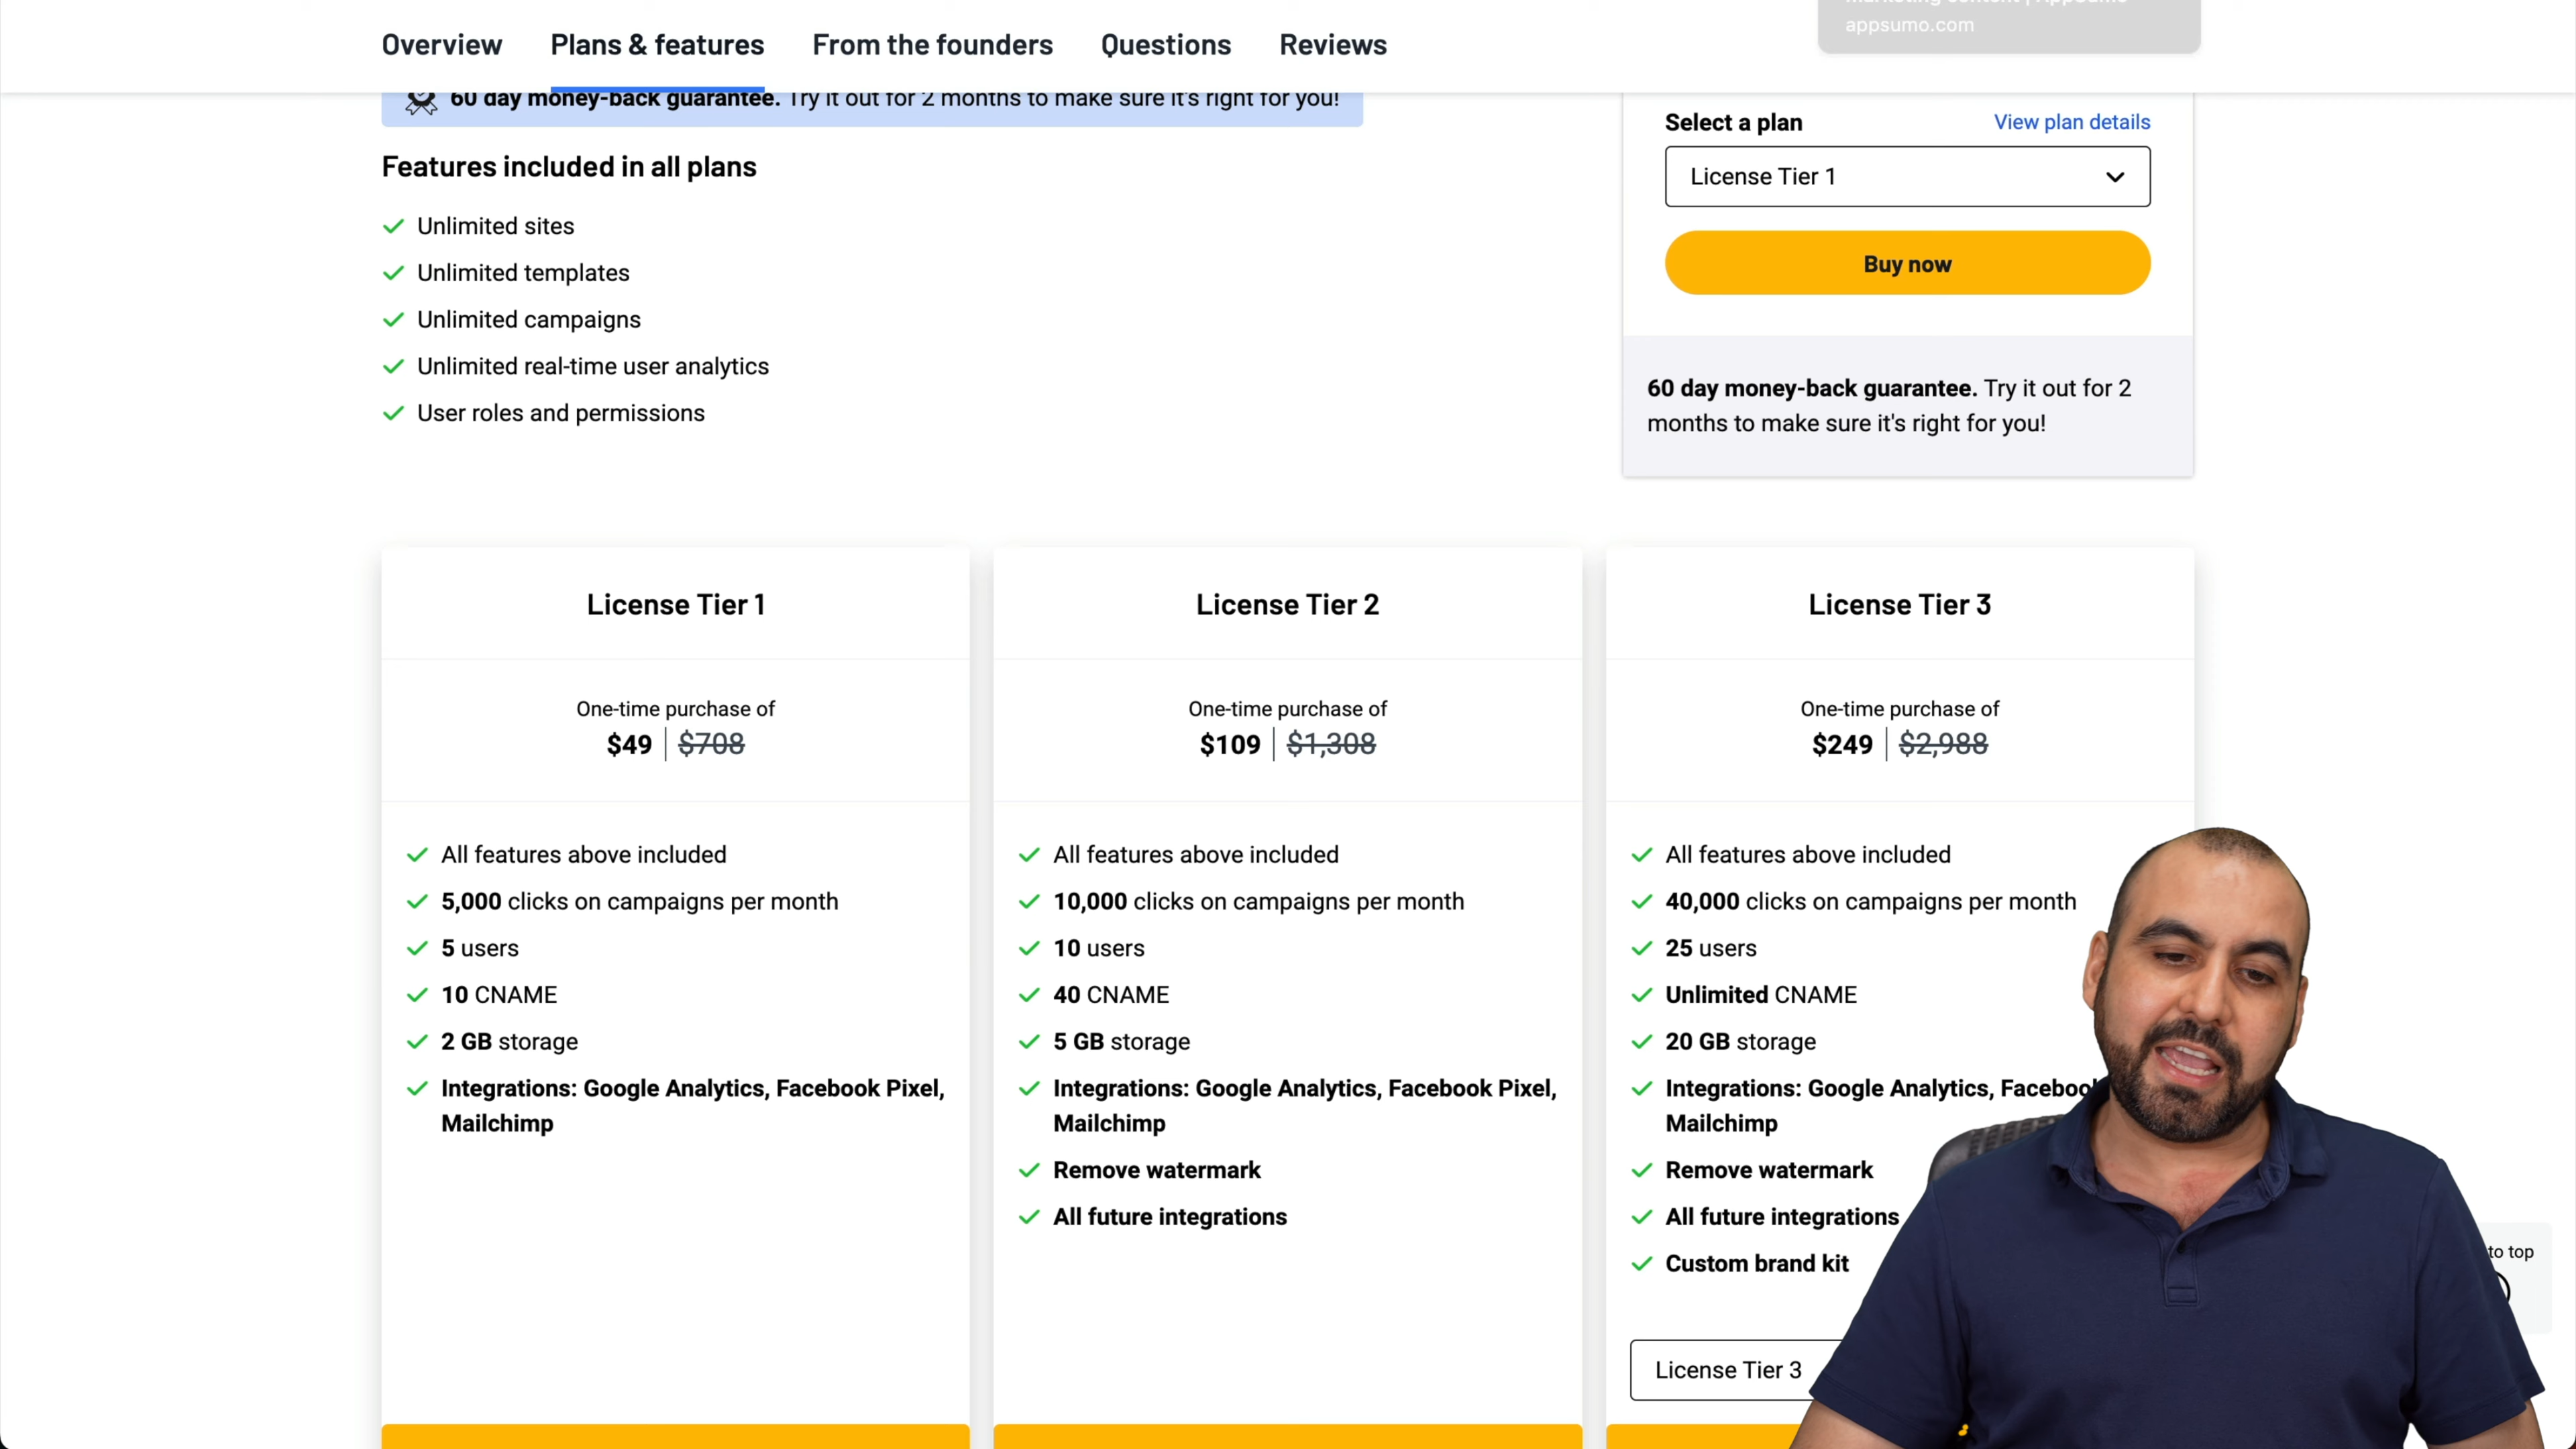 appsumo.com
Overview
Plans & features
From the founders
Questions
Reviews
60 day money-back guarantee. Try it out for 2 months to make sure it's right for you!
Features included in all plans
Unlimited sites
Unlimited templates
Unlimited campaigns
Unlimited real-time user analytics
User roles and permissions
Select a plan
View plan details
License Tier 1
Buy now
60 day money-back guarantee. Try it out for 2
months to make sure it's right for you!
License Tier 1
One-time purchase of
$49 | $708
All features above included
5,000 clicks on campaigns per month
5 users
10 CNAME
2 GB storage
Integrations: Google Analytics, Facebook Pixel,
Mailchimp
License Tier 2
One-time purchase of
$109 | $1,308
All features above included
10,000 clicks on campaigns per month
10 users
40 CNAME
5 GB storage
Integrations: Google Analytics, Facebook Pixel,
Mailchimp
Remove watermark
All future integrations
License Tier 3
One-time purchase of
$249 | $2,988
All features above included
40,000 clicks on campaigns per month
25 users
Unlimited CNAME
20 GB storage
Integrations: Google Analytics,
Mailchimp
Remove watermark
All future integrations
Custom brand kit
License Tier 3
to top